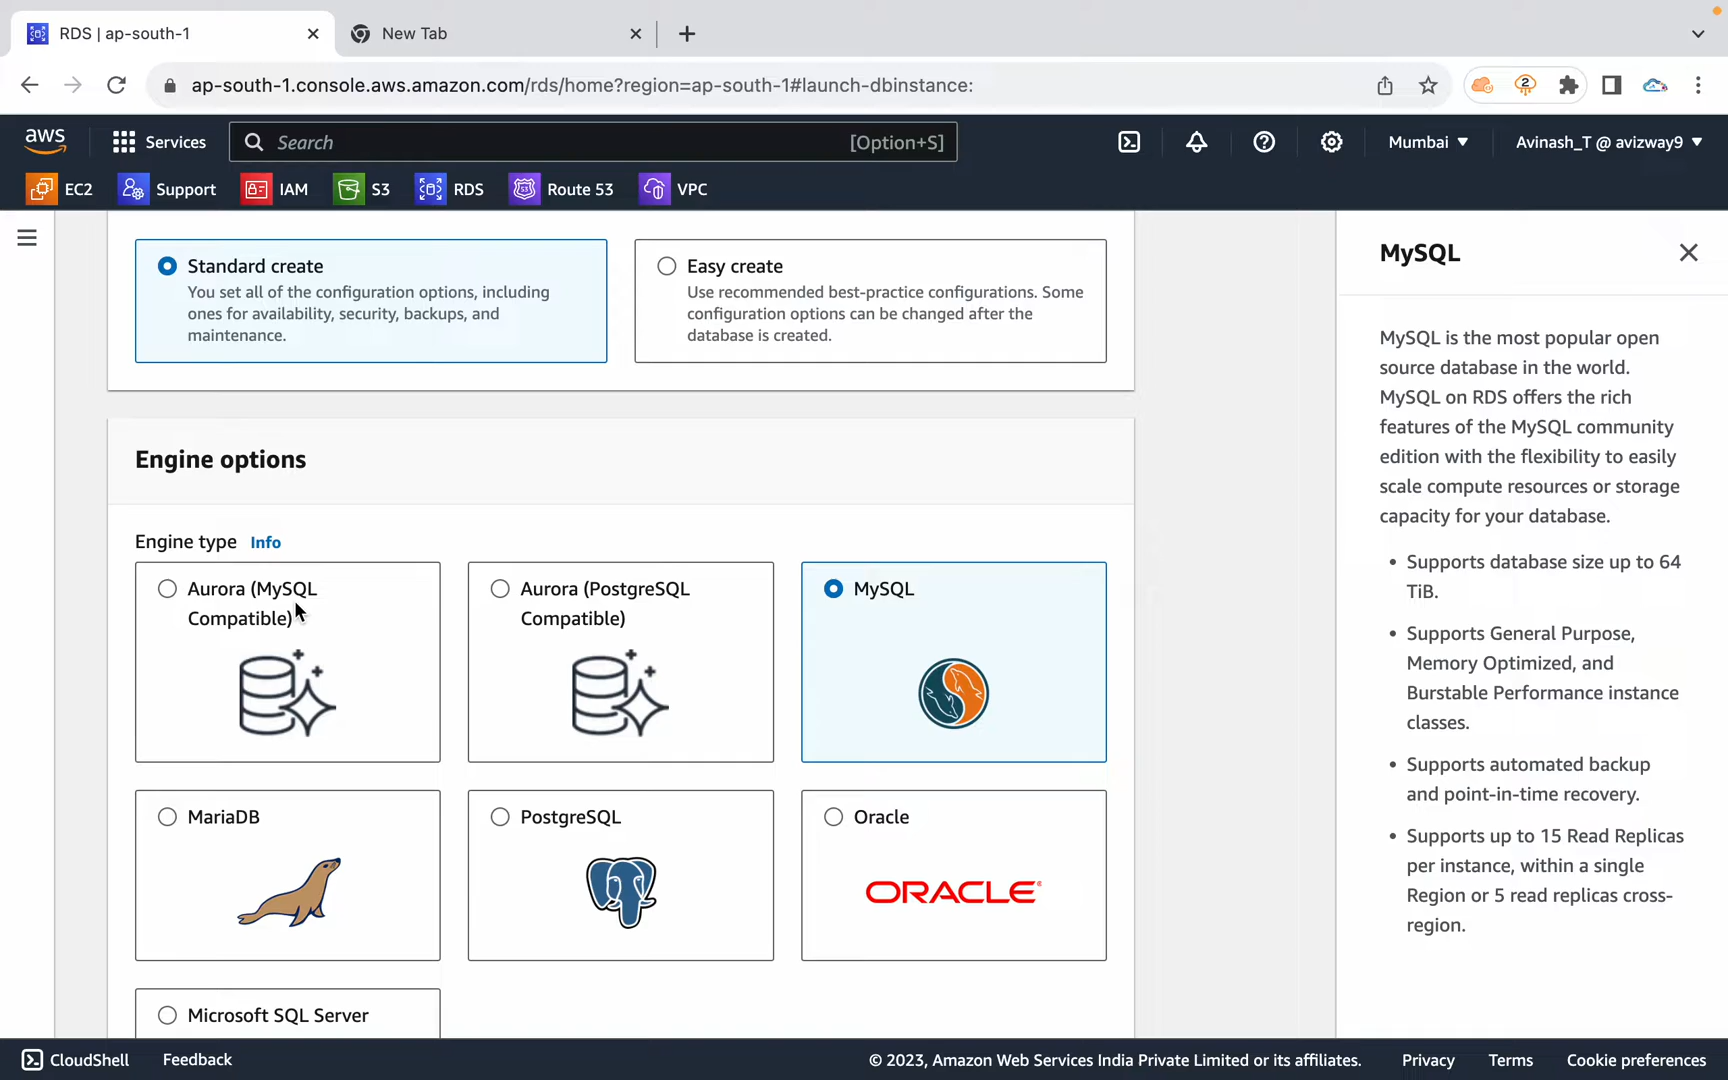 RDS | ap-south-1
New Tab
ap-south-1.console.aws.amazon.com/rds/home?region=ap-south-1#launch-dbinstance:
2
aws
Services
Search
[Option+S]
Mumbai
Avinash_T @ avizway9
EC2
Support
IAM
S3
RDS
Route 53
VPC
Standard create
You set all of the configuration options, including
ones for availability, security, backups, and
maintenance.
Easy create
Use recommended best-practice configurations. Some
configuration options can be changed after the
database is created.
Engine options
Engine type Info
Aurora (MySQL
Compatible)
Aurora (PostgreSQL
Compatible)
MySQL
MariaDB
PostgreSQL
Oracle
ORACLE®
Microsoft SQL Server
MySQL
MySQL is the most popular open
source database in the world.
MySQL on RDS offers the rich
features of the MySQL community
edition with the flexibility to easily
scale compute resources or storage
capacity for your database.
• Supports database size up to 64
TiB.
• Supports General Purpose,
Memory Optimized, and
Burstable Performance instance
classes.
• Supports automated backup
and point-in-time recovery.
• Supports up to 15 Read Replicas
per instance, within a single
Region or 5 read replicas cross-
region.
CloudShell
Feedback
© 2023, Amazon Web Services India Private Limited or its affiliates.
Privacy
Terms
Cookie preferences